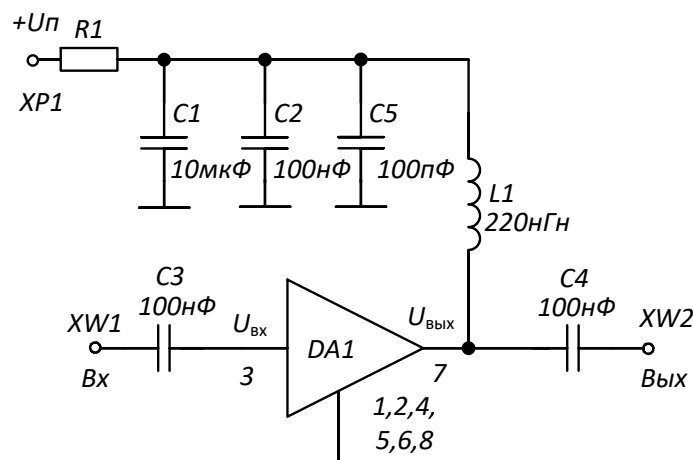 +Uп
R1
XP1
C1
C2
C5
10мкФ
100нФ
100пФ
L1
220нГн
C3
100нФ
C4
100нФ
XW1
Uвх
DA1
Uвых
XW2
Вх
3
7
Вых
1,2,4,
5,6,8